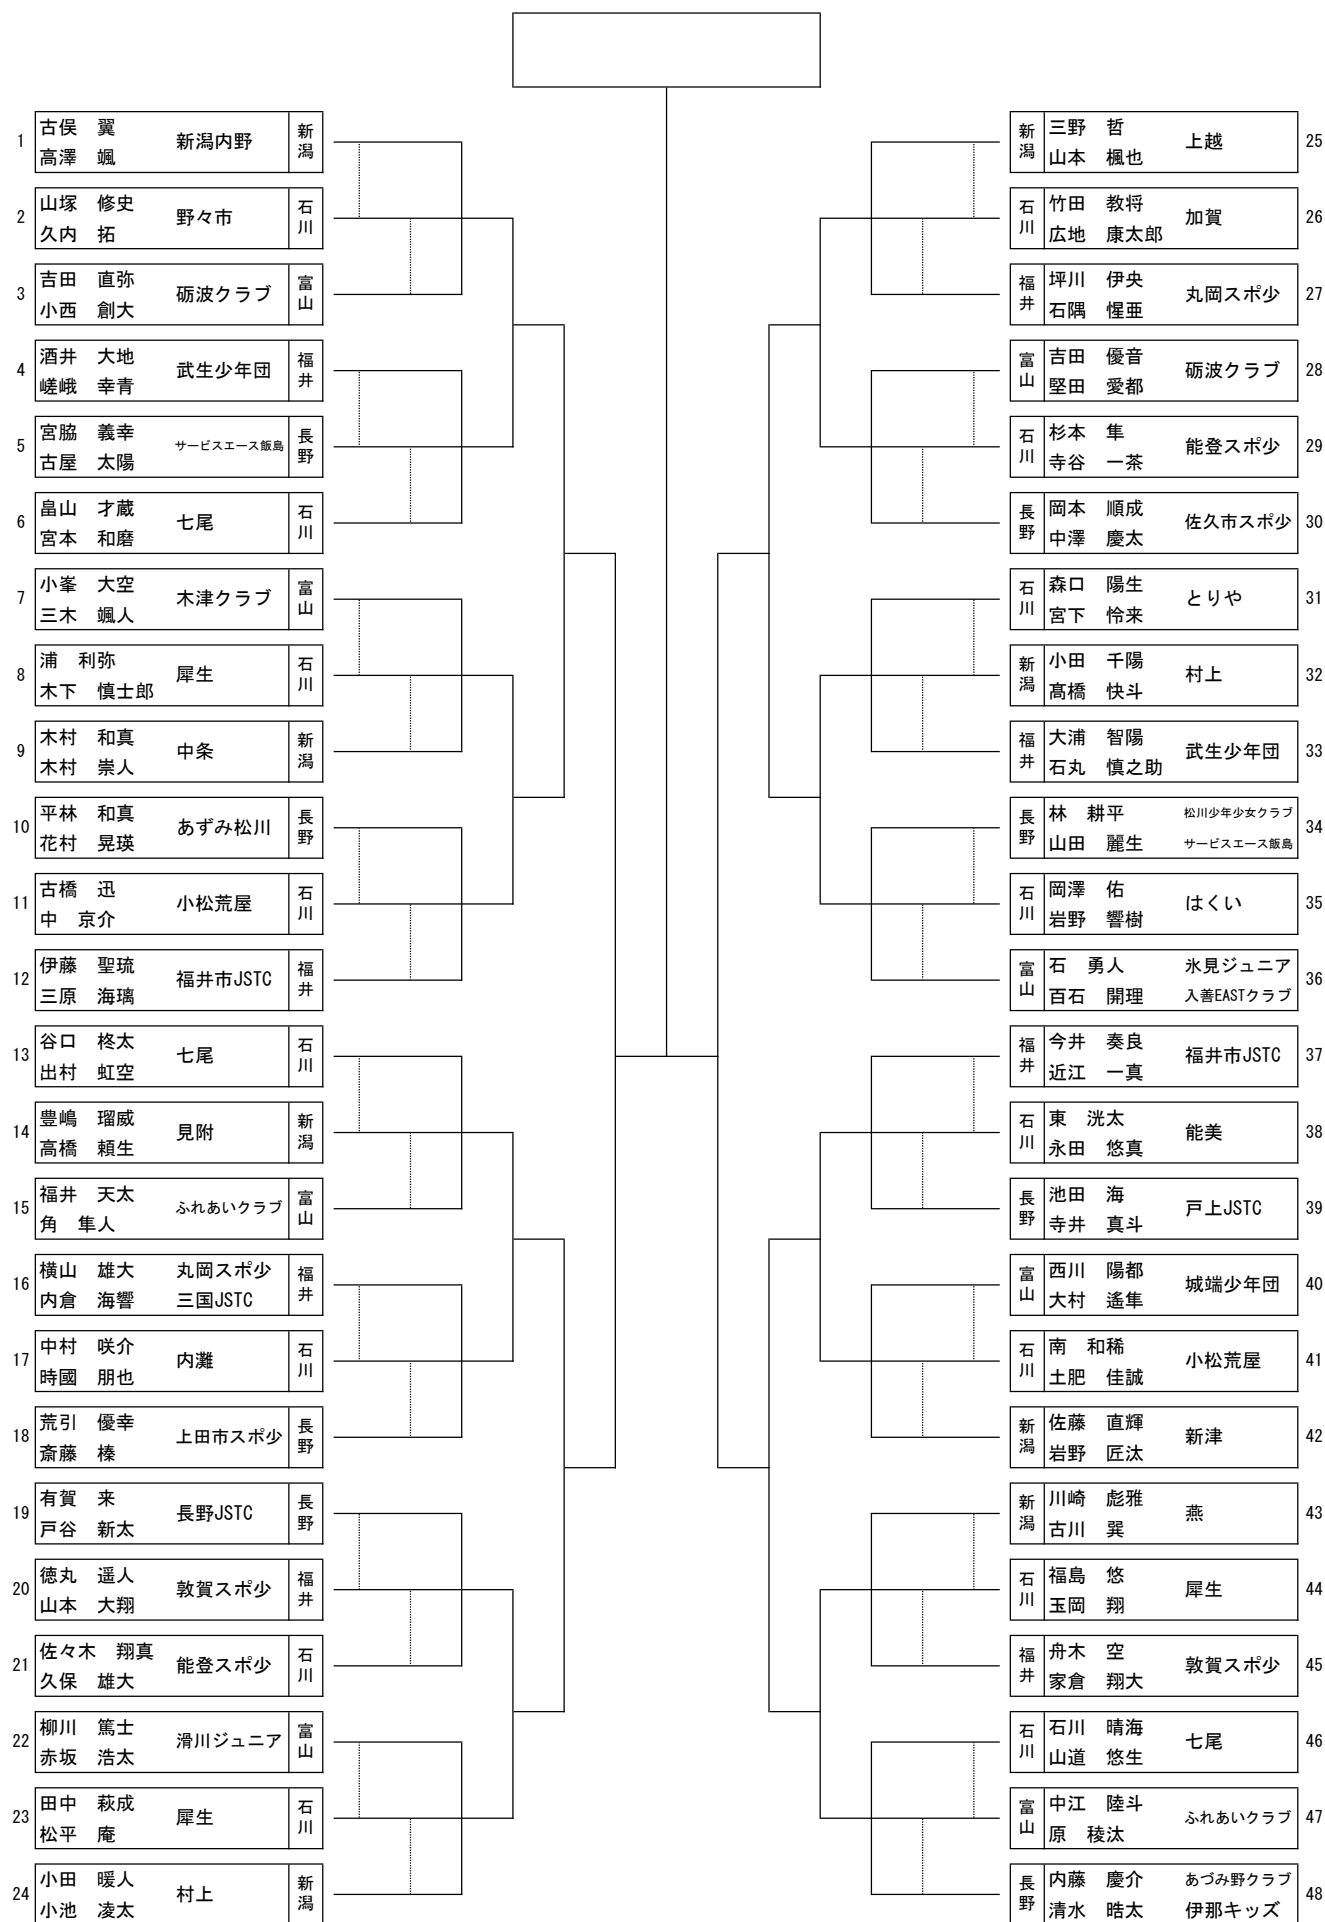 1 古俣 翼 新潟内野 新潟
高澤 颯
2 山塚 修史 野々市 石川
久内 拓
3 吉田 直弥 砺波クラブ 富山
小西 創大
4 酒井 大地 武生少年団 福井
嵯峨 幸青
5 宮脇 義幸 サービスエース飯島 長野
古屋 太陽
6 畠山 才蔵 七尾 石川
宮本 和磨
7 小峯 大空 木津クラブ 富山
三木 颯人
8 浦 利弥 犀生 石川
木下 慎士郎
9 木村 和真 中条 新潟
木村 崇人
10 平林 和真 あずみ松川 長野
花村 晃瑛
11 古橋 迅 小松荒屋 石川
中 京介
12 伊藤 聖琉 福井市JSTC 福井
三原 海璃
13 谷口 柊太 七尾 石川
出村 虹空
14 豊嶋 瑠威 見附 新潟
高橋 頼生
15 福井 天太 ふれあいクラブ 富山
角 隼人
16 横山 雄大 丸岡スポ少 福井
内倉 海響 三国JSTC
17 中村 咲介 内灘 石川
時國 朋也
18 荒引 優幸 上田市スポ少 長野
斎藤 榛
19 有賀 来 長野JSTC 長野
戸谷 新太
20 徳丸 遥人 敦賀スポ少 福井
山本 大翔
21 佐々木 翔真 能登スポ少 石川
久保 雄大
22 柳川 篤士 滑川ジュニア 富山
赤坂 浩太
23 田中 萩成 犀生 石川
松平 庵
24 小田 暖人 村上 新潟
小池 凌太
新潟 三野 哲 上越 25
山本 楓也
石川 竹田 教将 加賀 26
広地 康太郎
福井 坪川 伊央 丸岡スポ少 27
石隅 惺亜
富山 吉田 優音 砺波クラブ 28
堅田 愛都
石川 杉本 隼 能登スポ少 29
寺谷 一茶
長野 岡本 順成 佐久市スポ少 30
中澤 慶太
石川 森口 陽生 とりや 31
宮下 怜来
新潟 小田 千陽 村上 32
髙橋 快斗
福井 大浦 智陽 武生少年団 33
石丸 慎之助
長野 林 耕平 松川少年少女クラブ 34
山田 麗生 サービスエース飯島
石川 岡澤 佑 はくい 35
岩野 響樹
富山 石 勇人 氷見ジュニア 36
百石 開理 入善EASTクラブ
福井 今井 奏良 福井市JSTC 37
近江 一真
石川 東 洸太 能美 38
永田 悠真
長野 池田 海 戸上JSTC 39
寺井 真斗
富山 西川 陽都 城端少年団 40
大村 遙隼
石川 南 和稀 小松荒屋 41
土肥 佳誠
新潟 佐藤 直輝 新津 42
岩野 匠汰
新潟 川崎 彪雅 燕 43
古川 巽
石川 福島 悠 犀生 44
玉岡 翔
福井 舟木 空 敦賀スポ少 45
家倉 翔大
石川 石川 晴海 七尾 46
山道 悠生
富山 中江 陸斗 ふれあいクラブ 47
原 稜汰
長野 内藤 慶介 あづみ野クラブ 48
清水 晧太 伊那キッズ